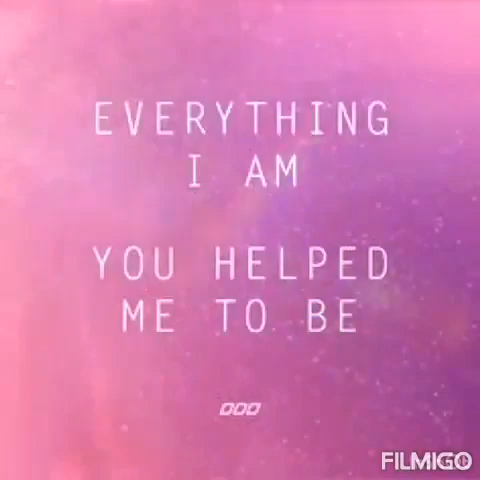 EVERYTHING
I AM
YOU HELPED
ME TO BE
FILMIGO